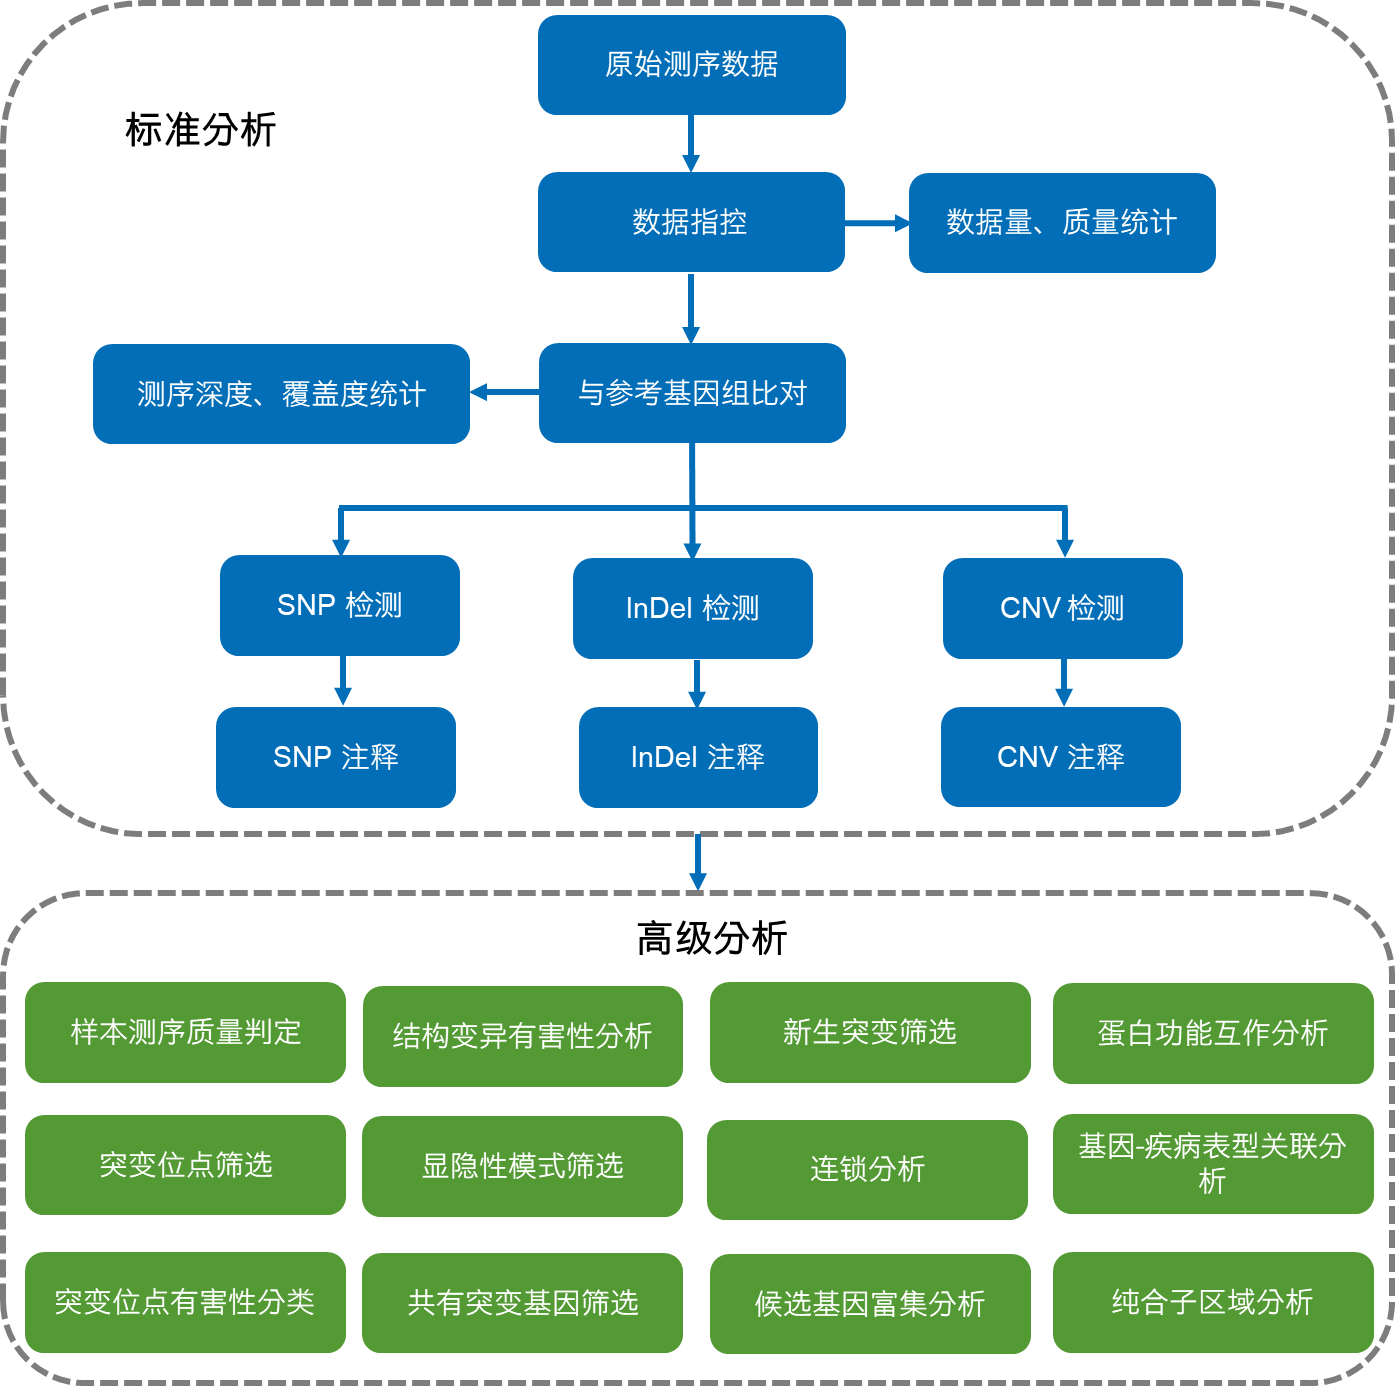 原始测序数据
标准分析
数据指控
数据量、质量统计
测序深度、覆盖度统计
与参考基因组比对
SNP 检测
InDel 检测
CNV 检测
SNP 注释
InDel 注释
CNV 注释
高级分析
样本测序质量判定
结构变异有害性分析
新生突变筛选
蛋白功能互作分析
突变位点筛选
显隐性模式筛选
连锁分析
基因-疾病表型关联分
析
突变位点有害性分类
共有突变基因筛选
候选基因富集分析
纯合子区域分析